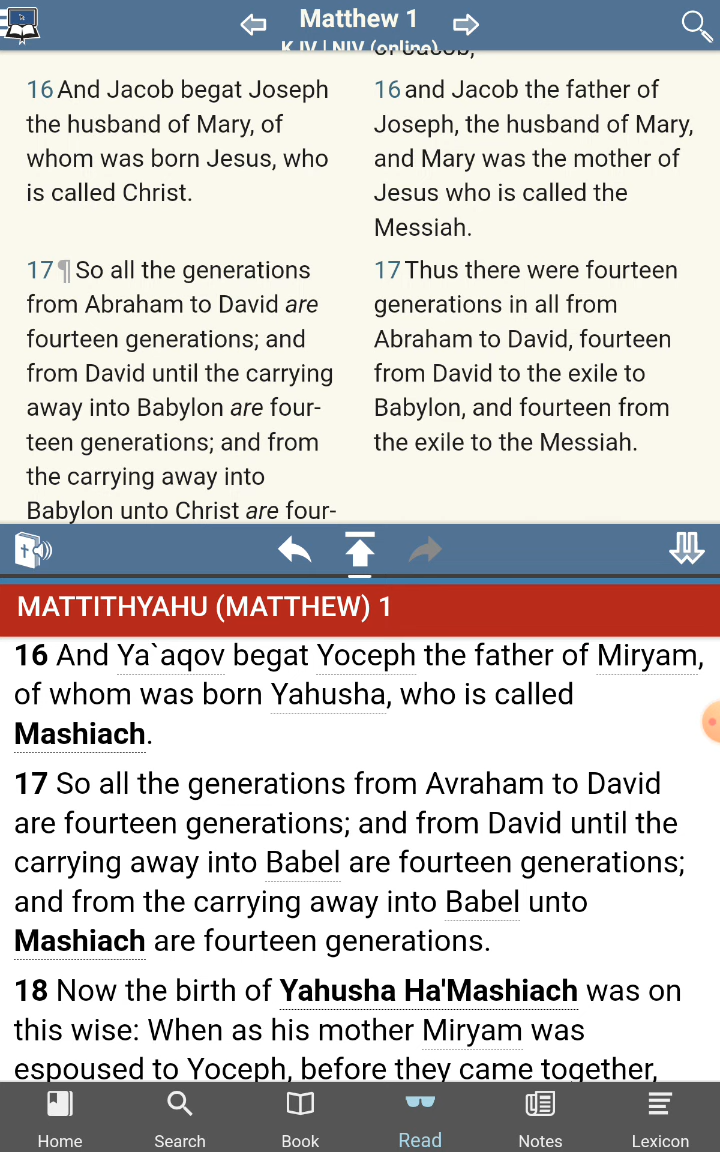 Matthew 1
KJV | NIV (online)
16 And Jacob begat Joseph
the husband of Mary, of
whom was born Jesus, who
is called Christ.
17 ¶ So all the generations
from Abraham to David are
fourteen generations; and
from David until the carrying
away into Babylon are four-
teen generations; and from
the carrying away into
Babylon unto Christ are four-
of Jacob,
16 and Jacob the father of
Joseph, the husband of Mary,
and Mary was the mother of
Jesus who is called the
Messiah.
17 Thus there were fourteen
generations in all from
Abraham to David, fourteen
from David to the exile to
Babylon, and fourteen from
the exile to the Messiah.
MATTITHYAHU (MATTHEW) 1
16 And Ya`aqov begat Yoceph the father of Miryam,
of whom was born Yahusha, who is called
Mashiach.
17 So all the generations from Avraham to David
are fourteen generations; and from David until the
carrying away into Babel are fourteen generations;
and from the carrying away into Babel unto
Mashiach are fourteen generations.
18 Now the birth of Yahusha Ha'Mashiach was on
this wise: When as his mother Miryam was
espoused to Yoceph, before they came together,
Home Search Book Read Notes Lexicon